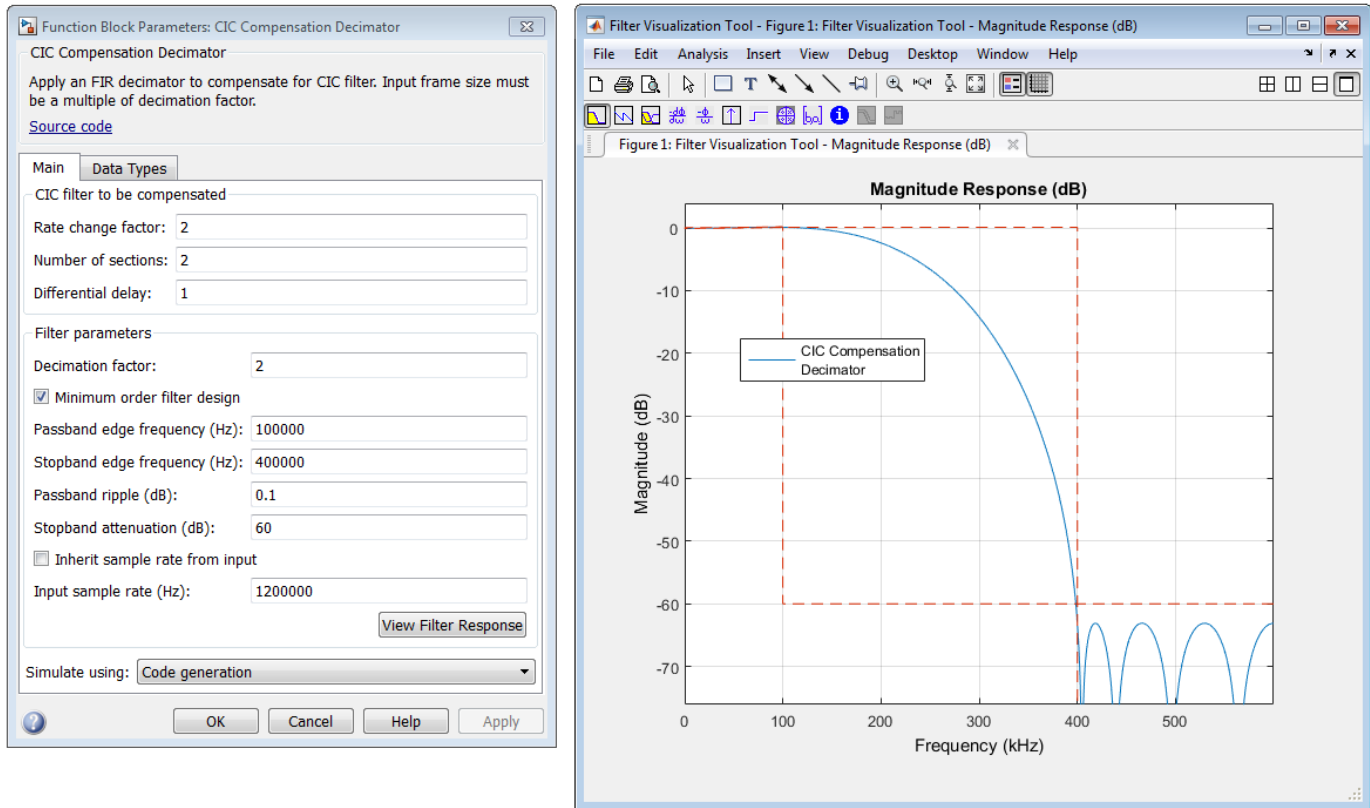 Function Block Parameters: CIC Compensation Decimator
CIC Compensation Decimator
Apply an FIR decimator to compensate for CIC filter. Input frame size must
be a multiple of decimation factor.
Source code
Main
Data Types
CIC filter to be compensated
Rate change factor: 2
Number of sections: 2
Differential delay: 1
Filter parameters
Decimation factor: 2
Minimum order filter design
Passband edge frequency (Hz): 100000
Stopband edge frequency (Hz): 400000
Passband ripple (dB): 0.1
Stopband attenuation (dB): 60
Inherit sample rate from input
Input sample rate (Hz): 1200000
View Filter Response
Simulate using: Code generation
OK Cancel Help Apply
Filter Visualization Tool - Figure 1: Filter Visualization Tool - Magnitude Response (dB)
File Edit Analysis Insert View Debug Desktop Window Help
Figure 1: Filter Visualization Tool - Magnitude Response (dB)
Magnitude Response (dB)
0
-10
-20
-30
-40
-50
-60
-70
Magnitude (dB)
CIC Compensation
Decimator
0 100 200 300 400 500
Frequency (kHz)